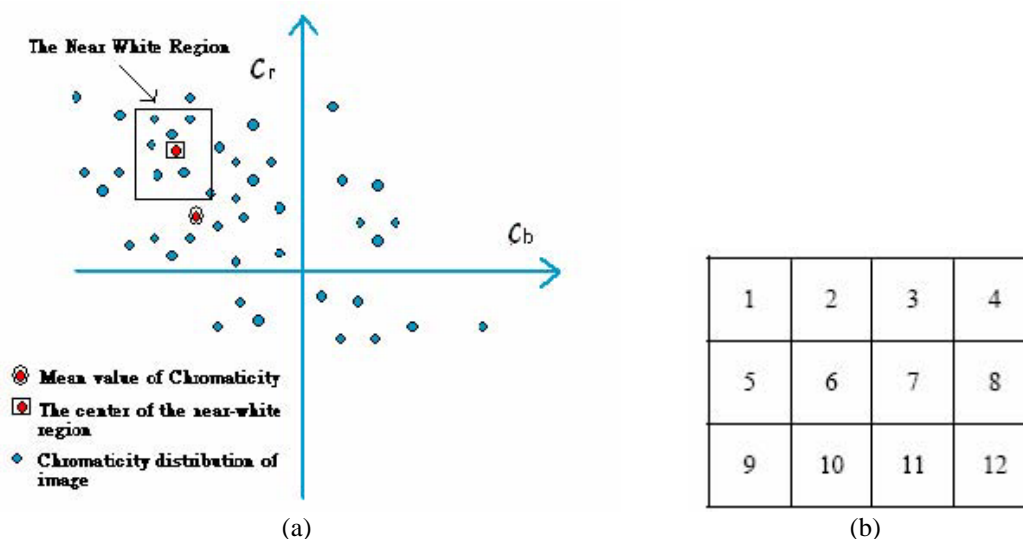 The Near White Region
Cr
Cb
Mean value of Chromaticity
The center of the near-white
region
Chromaticity distribution of
image
(a)
1 2 3 4
5 6 7 8
9 10 11 12
(b)